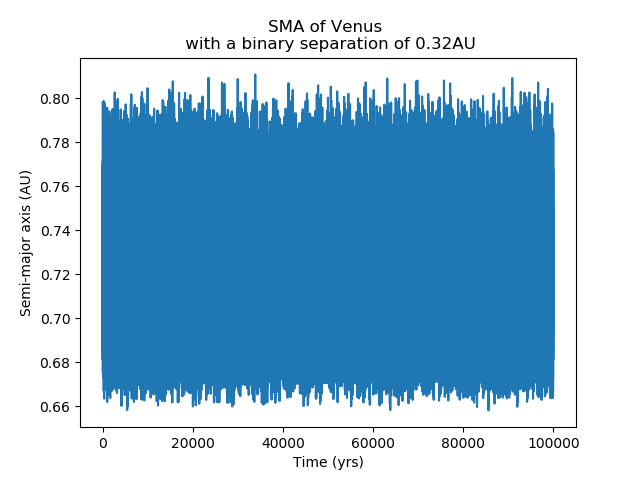 SMA of Venus
with a binary separation of 0.32AU
Semi-major axis (AU)
0.80
0.78
0.76
0.74
0.72
0.70
0.68
0.66
0 20000 40000 60000 80000 100000
Time (yrs)